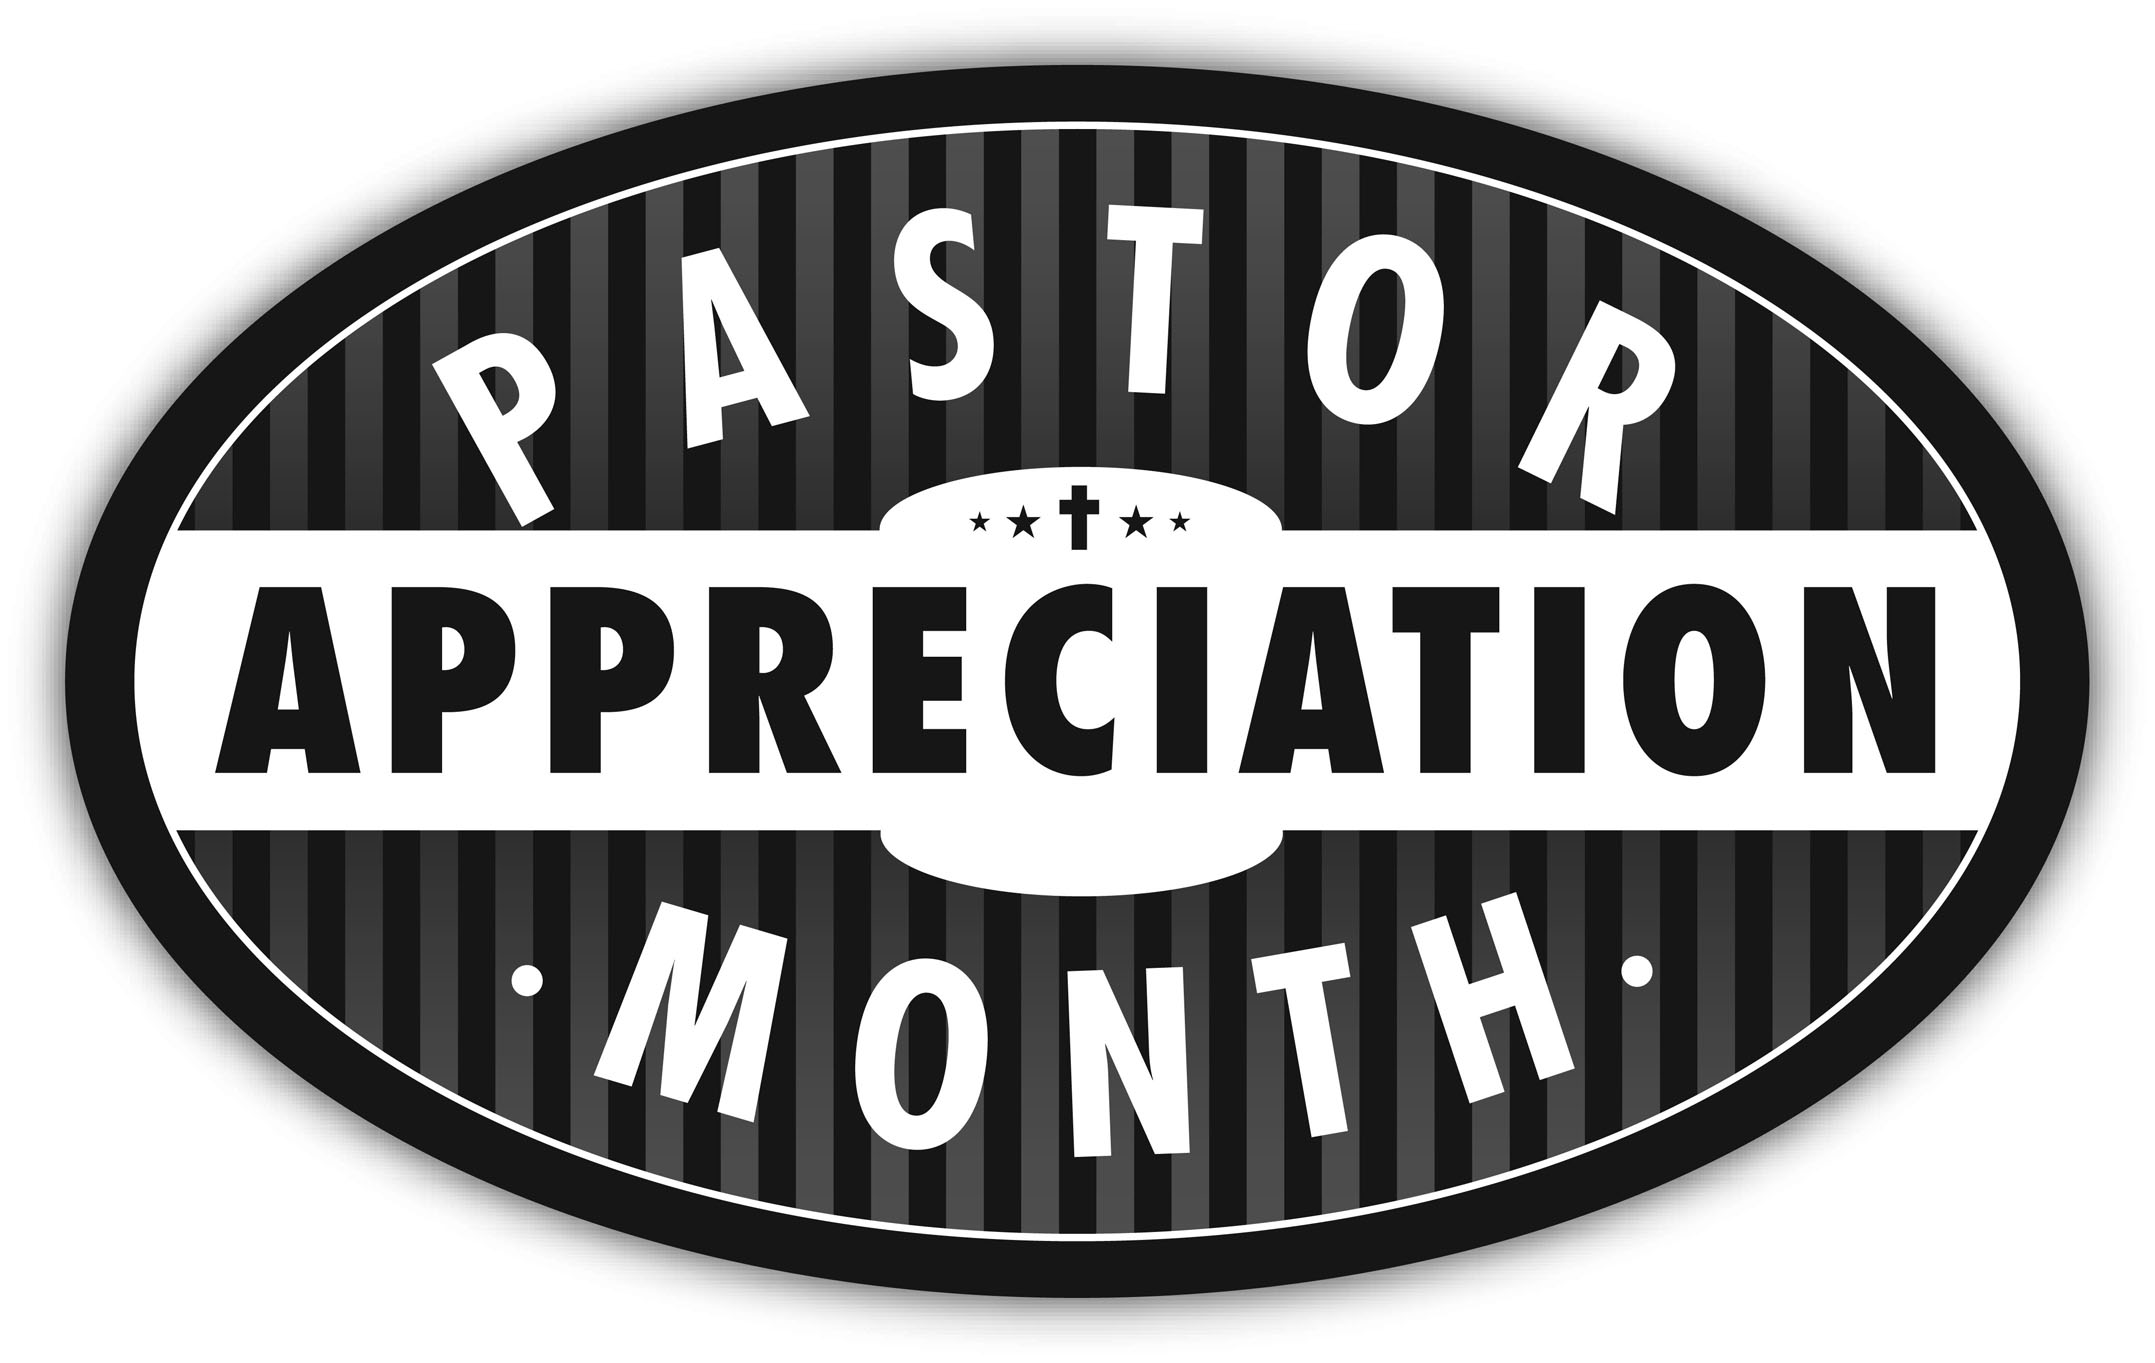 PASTOR
APPRECIATION
• MONTH •